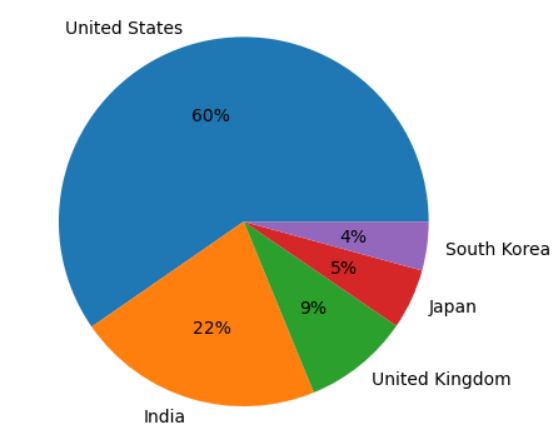 United States
60%
4%
South Korea
5%
Japan
9%
22%
United Kingdom
India